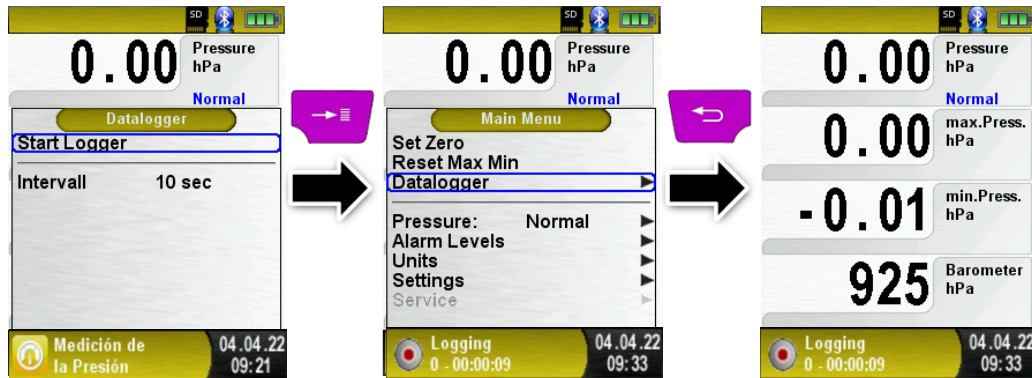 SD
0.00 Pressure hPa
Normal
Datalogger
Start Logger
Intervall 10 sec
Medición de la Presión
04.04.22
09:21
SD
0.00 Pressure hPa
Normal
Main Menu
Set Zero
Reset Max Min
Datalogger
Pressure: Normal
Alarm Levels
Units
Settings
Service
Logging
0 - 00:00:09
04.04.22
09:33
SD
0.00 Pressure hPa
Normal
0.00 max.Press. hPa
-0.01 min.Press. hPa
925 Barometer hPa
Logging
0 - 00:00:09
04.04.22
09:33